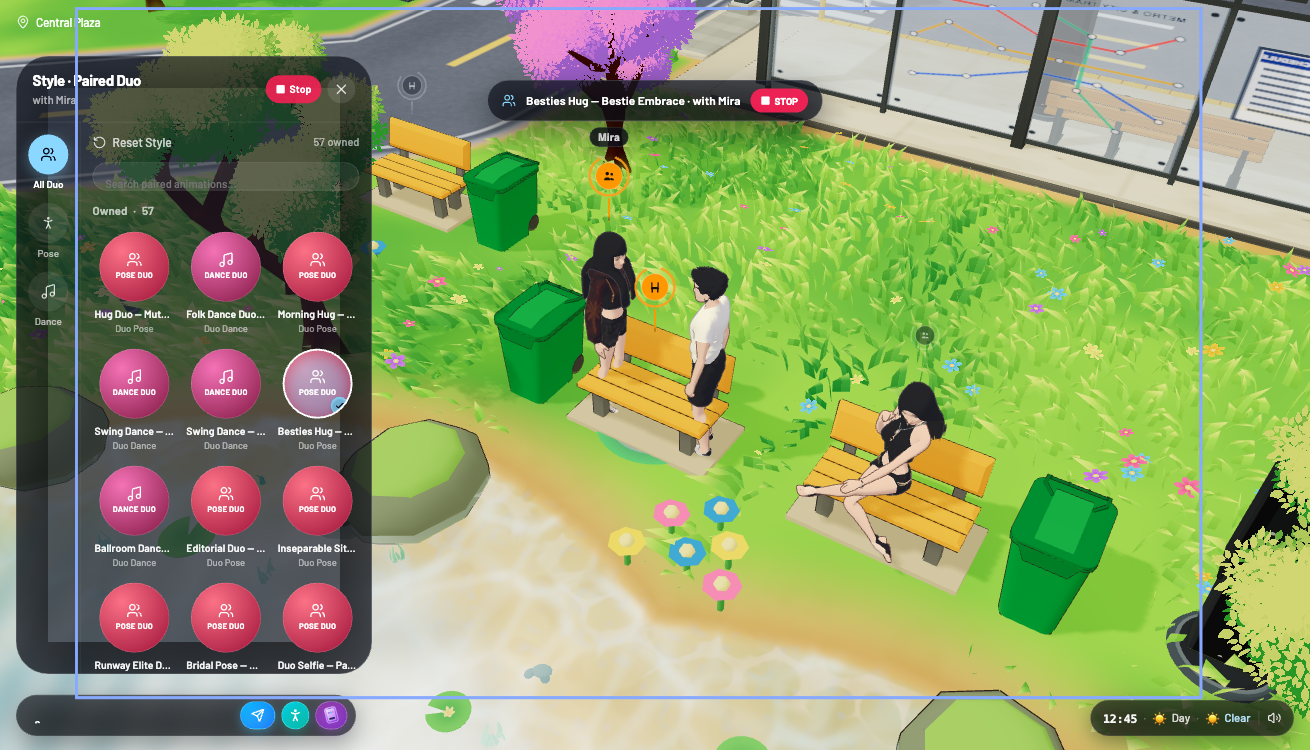 Central Plaza
Style · Paired Duo
with Mira
Stop
Reset Style
57 owned
Search paired animations...
All Duo
Pose
Dance
Owned · 57
POSE DUO
DANCE DUO
POSE DUO
Hug Duo — Mut...
Folk Dance Duo...
Morning Hug — ...
Duo Pose
Duo Dance
Duo Pose
DANCE DUO
DANCE DUO
POSE DUO
Swing Dance — ...
Swing Dance — ...
Besties Hug — ...
Duo Dance
Duo Dance
Duo Pose
DANCE DUO
POSE DUO
POSE DUO
Ballroom Danc...
Editorial Duo — ...
Inseparable Sit...
Duo Dance
Duo Pose
Duo Pose
POSE DUO
POSE DUO
POSE DUO
Runway Elite D...
Bridal Pose — ...
Duo Selfie — Pa...
H
Besties Hug — Bestie Embrace · with Mira
STOP
Mira
H
12:45 · Day · Clear